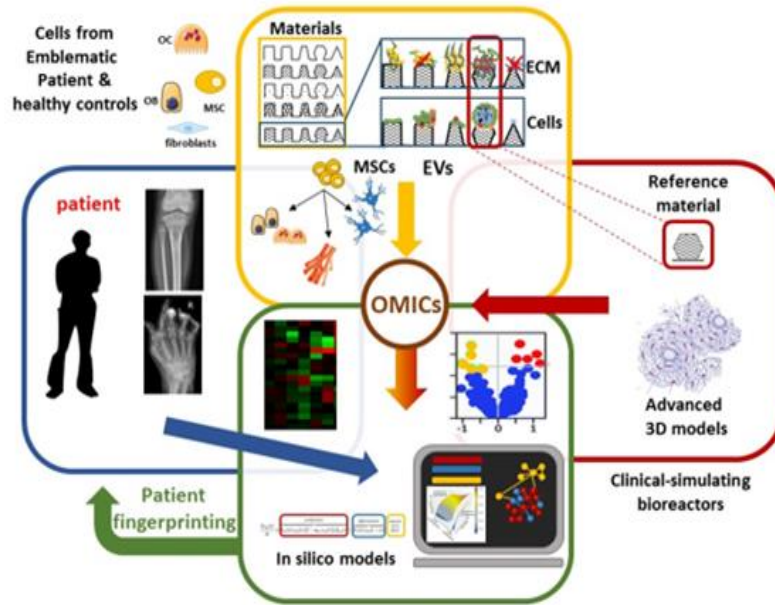 Cells from
Emblematic
Patient &
healthy controls
OC
OB
MSC
fibroblasts
Materials
ECM
Cells
MSCs
EVs
patient
Reference
material
OMICs
-1
0
1
Advanced
3D models
Clinical-simulating
bioreactors
Patient
fingerprinting
In silico models